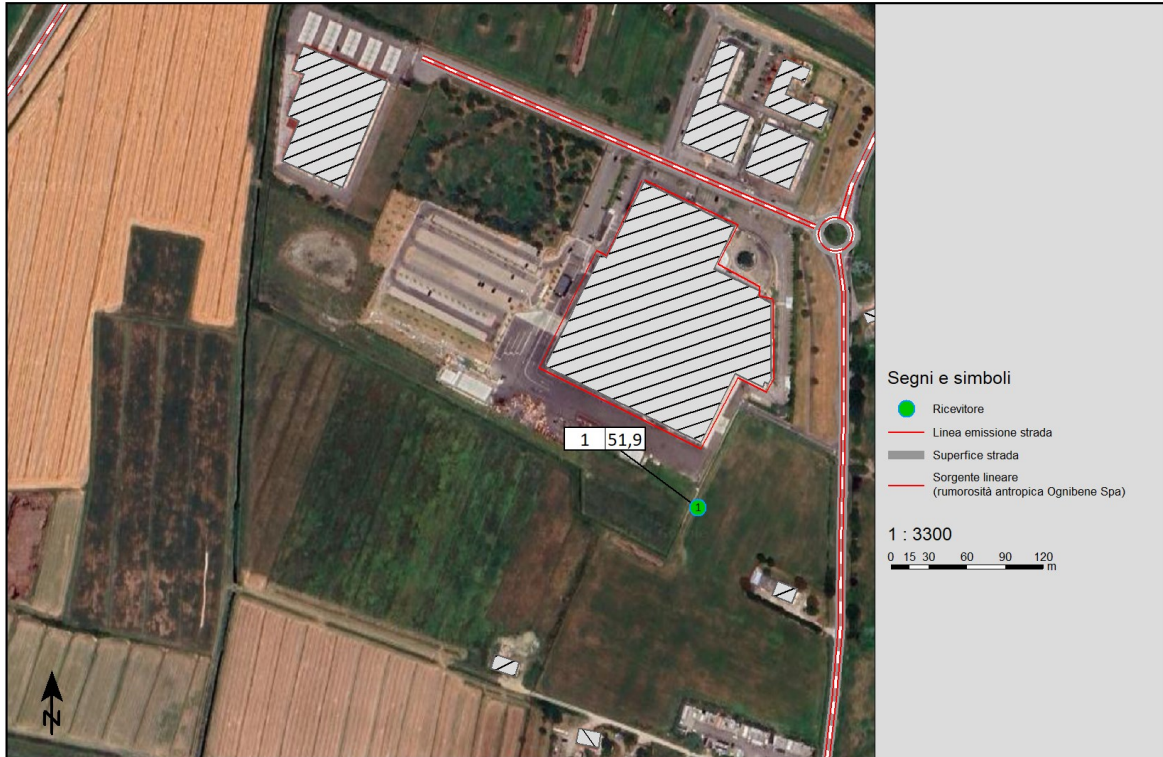 1 51,9
1
N
Segni e simboli
Ricevitore
Linea emissione strada
Superfice strada
Sorgente lineare
(rumorosità antropica Ognibene Spa)
1 : 3300
0 15 30 60 90 120
m